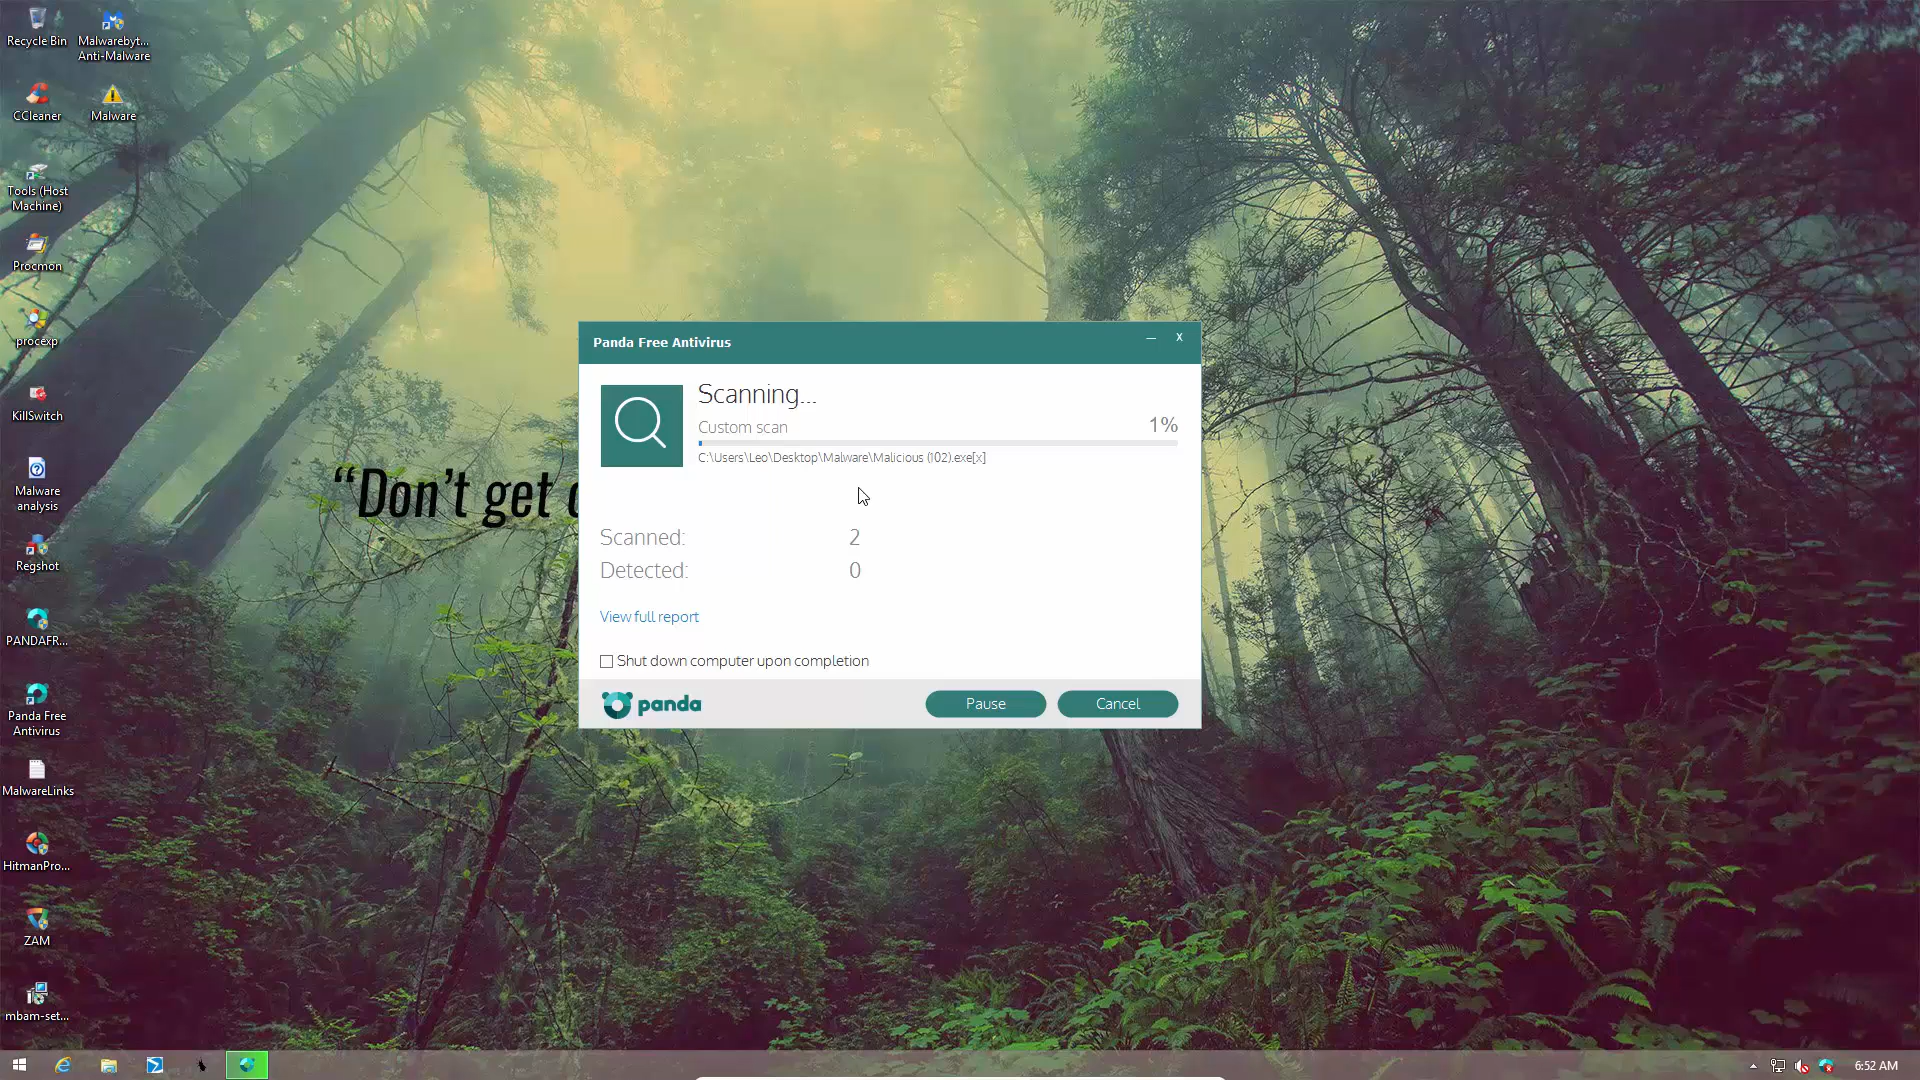 Recycle Bin
Malwarebyt...
Anti-Malware
CCleaner
Malware
Tools (Host
Machine)
Procmon
procexp
KillSwitch
Malware
analysis
Regshot
PANDAFR...
Panda Free
Antivirus
MalwareLinks
HitmanPro...
ZAM
mbam-set...
“Don’t get
Panda Free Antivirus
Scanning...
Custom scan 1%
C:\Users\Leo\Desktop\Malware\Malicious (102).exe[x]
Scanned: 2
Detected: 0
View full report
Shut down computer upon completion
panda
Pause
Cancel
6:52 AM